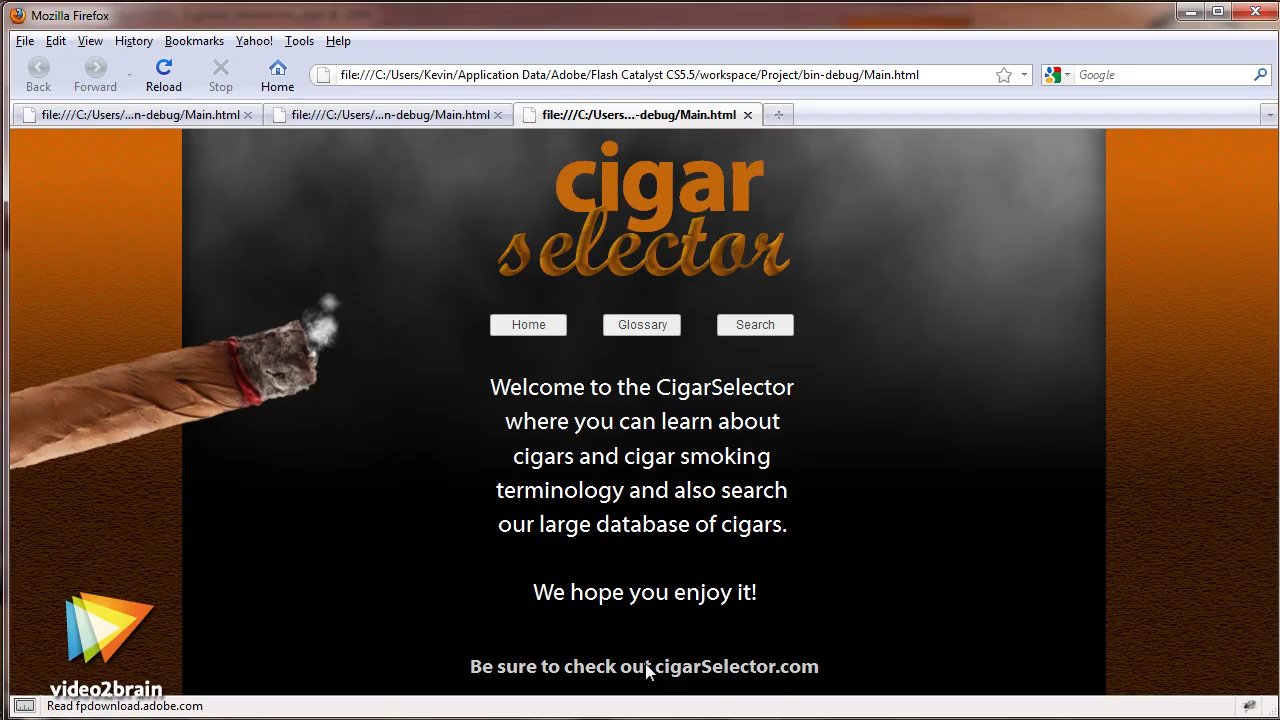 Mozilla Firefox
File Edit View History Bookmarks Yahoo! Tools Help
Back Forward Reload Stop Home
file:///C:/Users/Kevin/Application Data/Adobe/Flash Catalyst CS5.5/workspace/Project/bin-debug/Main.html
Google
file:///C:/Users/...n-debug/Main.html file:///C:/Users/...n-debug/Main.html file:///C:/Users...-debug/Main.html
cigar
selector
Home Glossary Search
Welcome to the CigarSelector
where you can learn about
cigars and cigar smoking
terminology and also search
our large database of cigars.
We hope you enjoy it!
Be sure to check out cigarSelector.com
video2brain
Read fpdownload.adobe.com